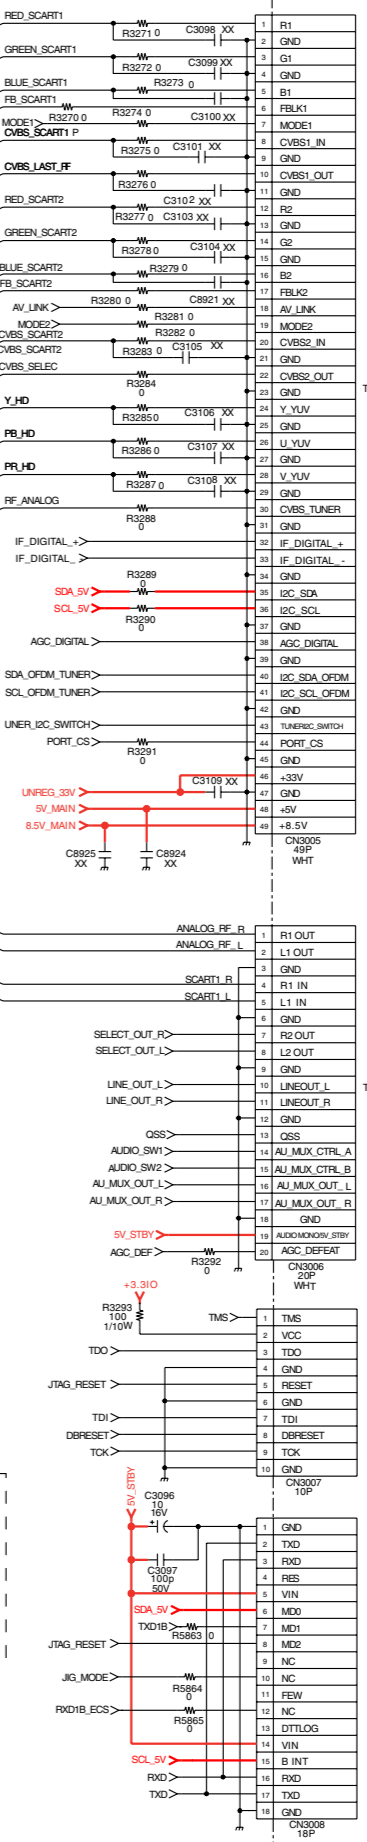 RED_SCART1
R3271 0
C3098 XX
1 R1
2 GND
GREEN_SCART1
R3272 0
C3099 XX
3 G1
4 GND
BLUE_SCART1
R3273 0
5 B1
FB_SCART1
R3274 0
C3100 XX
6 FBLK1
MODE1
7 MODE1
CVBS_SCART1 P
R3275 0
C3101 XX
8 CVBS1_IN
9 GND
CVBS_LAST_RF
R3276 0
10 CVBS1_OUT
11 GND
RED_SCART2
C3102 XX
R3277 0
C3103 XX
12 R2
13 GND
GREEN_SCART2
R3278 0
C3104 XX
14 G2
15 GND
BLUE_SCART2
R3279 0
16 B2
FB_SCART2
17 FBLK2
AV_LINK
R3280 0
C8921 XX
18 AV_LINK
MODE2
R3281 0
19 MODE2
CVBS_SCART2
R3282 0
20 CVBS2_IN
CVBS_SCART2
R3283 0
C3105 XX
21 GND
CVBS_SELEC
R3284
0
22 CVBS2_OUT
23 GND
Y_HD
R3285 0
C3106 XX
24 Y_YUV
25 GND
PB_HD
R3286 0
C3107 XX
26 U_YUV
27 GND
PR_HD
R3287 0
C3108 XX
28 V_YUV
29 GND
RF_ANALOG
R3288
0
30 CVBS_TUNER
31 GND
IF_DIGITAL_+
32 IF_DIGITAL_+
IF_DIGITAL_
33 IF_DIGITAL_-
34 GND
R3289
0
SDA_5V
35 I2C_SDA
SCL_5V
36 I2C_SCL
R3290
0
37 GND
AGC_DIGITAL
38 AGC_DIGITAL
39 GND
SDA_OFDM_TUNER
40 I2C_SDA_OFDM
SCL_OFDM_TUNER
41 I2C_SCL_OFDM
42 GND
UNER_I2C_SWITCH
43 TUNERI2C_SWITCH
PORT_CS
R3291
0
44 PORT_CS
45 GND
46 +33V
UNREG_33V
C3109 XX
47 GND
5V_MAIN
48 +5V
8.5V_MAIN
49 +8.5V
CN3005
49P
WHT
C8925
XX
C8924
XX
ANALOG_RF_R
1 R1 OUT
ANALOG_RF_L
2 L1 OUT
3 GND
SCART1_R
4 R1 IN
SCART1_L
5 L1 IN
6 GND
SELECT_OUT_R
7 R2 OUT
SELECT_OUT_L
8 L2 OUT
9 GND
LINE_OUT_L
10 LINEOUT_L
LINE_OUT_R
11 LINEOUT_R
12 GND
QSS
13 QSS
AUDIO_SW1
14 AU_MUX_CTRL_A
AUDIO_SW2
15 AU_MUX_CTRL_B
AU_MUX_OUT_L
16 AU_MUX_OUT_ L
AU_MUX_OUT_R
17 AU_MUX_OUT_ R
18 GND
5V_STBY
19 AUDIO MONO/5V_STBY
AGC_DEF
R3292
0
20 AGC_DEFEAT
CN3006
20P
WHT
+3.3IO
R3293
100
1/10W
TMS
1 TMS
2 VCC
TDO
3 TDO
4 GND
JTAG_RESET
5 RESET
6 GND
TDI
7 TDI
DBRESET
8 DBRESET
TCK
9 TCK
10 GND
CN3007
10P
5V_STBY
C3096
10
16V
1 GND
2 TXD
3 RXD
C3097
100p
50V
4 RES
5 VIN
SDA_5V
6 MD0
TXD1B
R5863 0
7 MD1
JTAG_RESET
8 MD2
9 NC
JIG_MODE
R5864
0
10 NC
11 FEW
RXD1B_ECS
R5865
0
12 NC
13 DTTLOG
14 VIN
SCL_5V
15 B INT
RXD
16 RXD
TXD
17 TXD
18 GND
CN3008
18P